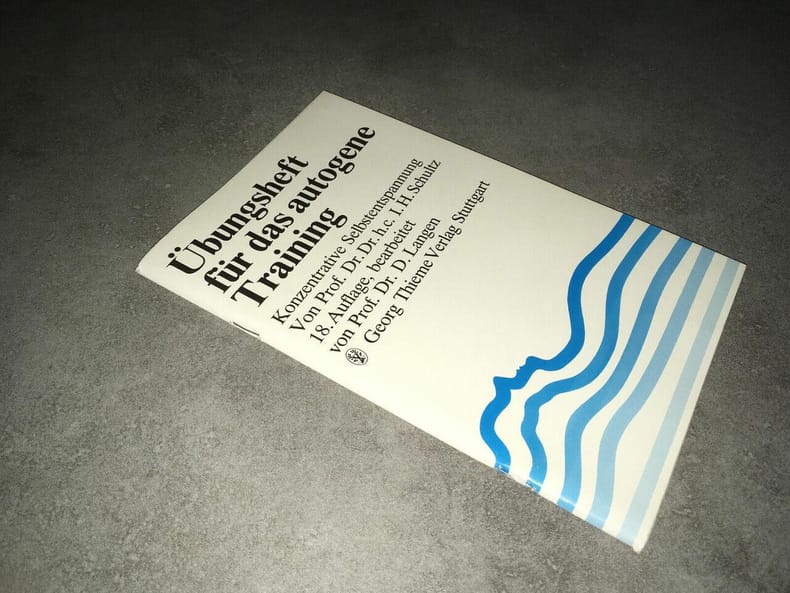 Übungsheft
für das autogene
Training
Konzentrative Selbstentspannung
Von Prof. Dr. Dr. h. c. I. H. Schultz
18. Auflage, bearbeitet
von Prof. Dr. D. Langen
Georg Thieme Verlag Stuttgart